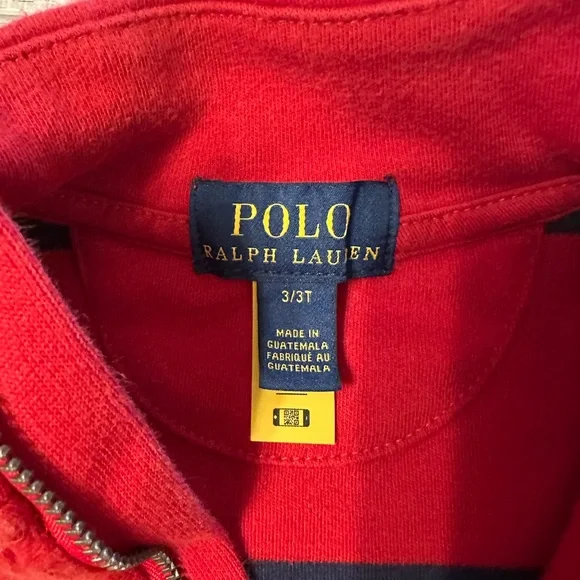 POLO
RALPH LAUREN
3/3T
MADE IN
GUATEMALA
FABRIQUÉ AU
GUATEMALA